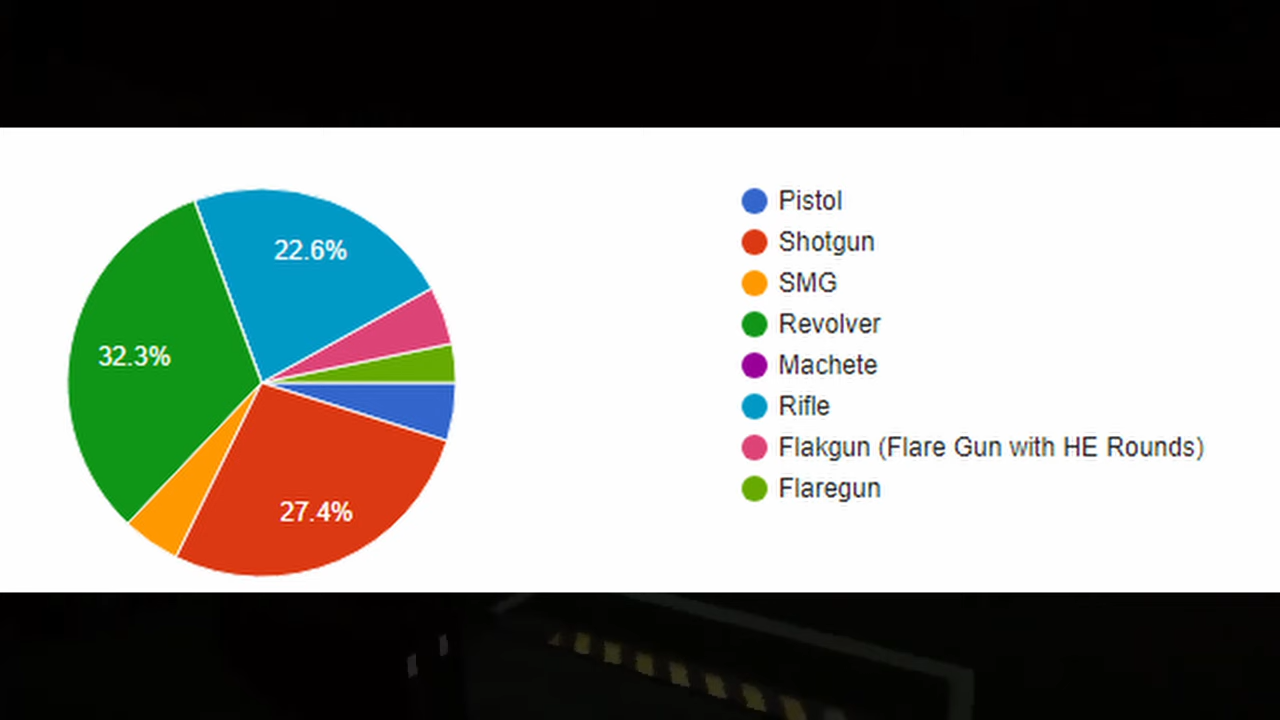 22.6%
32.3%
27.4%
Pistol
Shotgun
SMG
Revolver
Machete
Rifle
Flakgun (Flare Gun with HE Rounds)
Flaregun